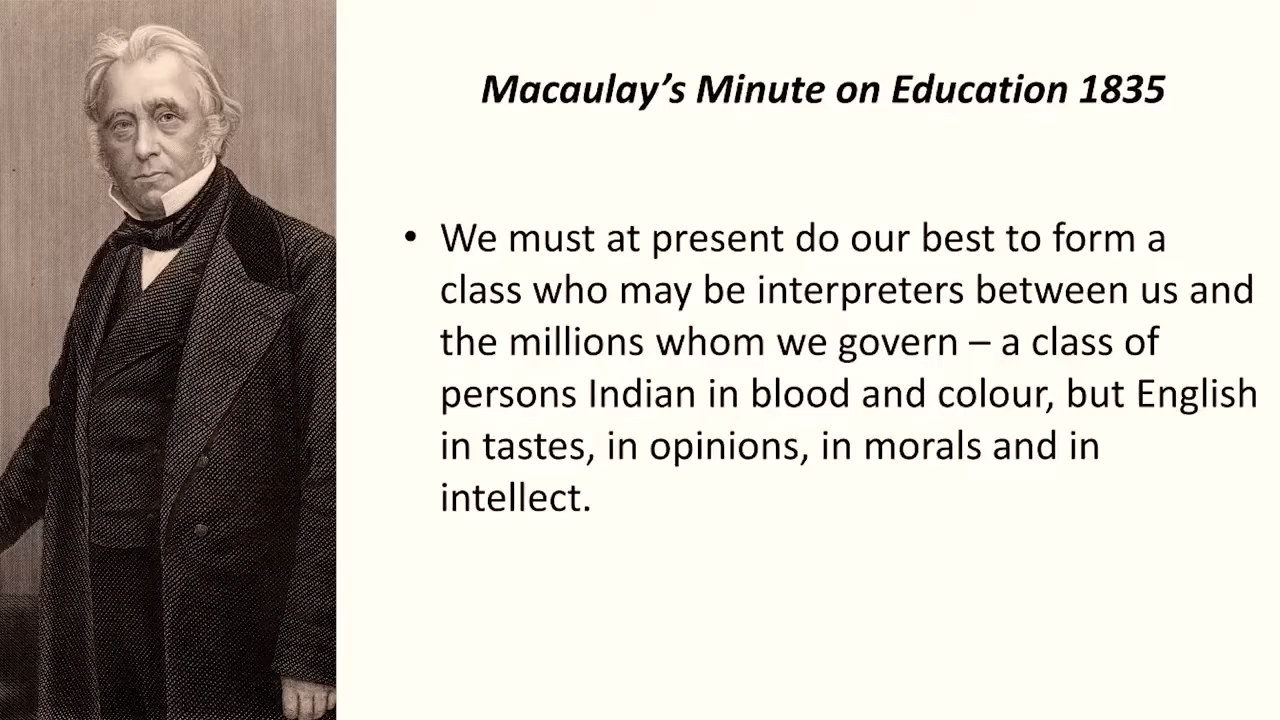 Macaulay’s Minute on Education 1835
• We must at present do our best to form a
class who may be interpreters between us and
the millions whom we govern – a class of
persons Indian in blood and colour, but English
in tastes, in opinions, in morals and in
intellect.